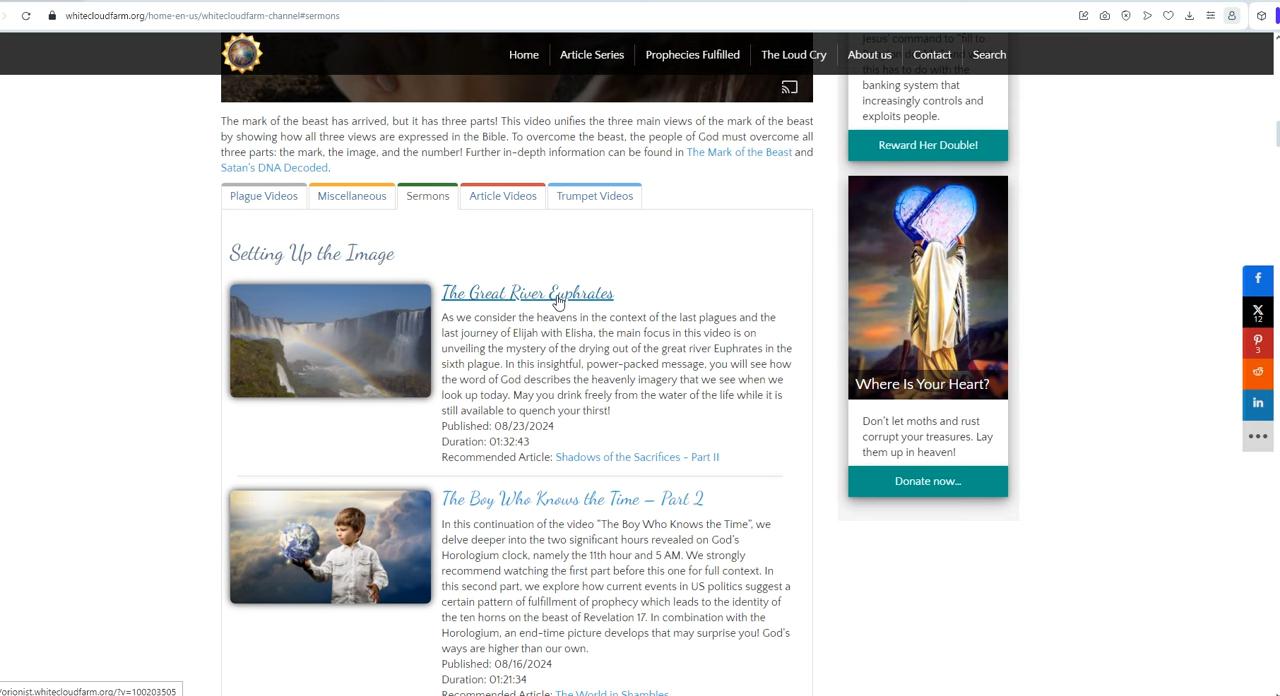 whitecloudfarm.org/home-en-us/whitecloudfarm-channel#sermons
Home
Article Series
Prophecies Fulfilled
The Loud Cry
About us
Contact
Search
The mark of the beast has arrived, but it has three parts! This video unifies the three main views of the mark of the beast
by showing how all three views are expressed in the Bible. To overcome the beast, the people of God must overcome all
three parts: the mark, the image, and the number! Further in-depth information can be found in The Mark of the Beast and
Satan's DNA Decoded.
Plague Videos
Miscellaneous
Sermons
Article Videos
Trumpet Videos
Setting Up the Image
The Great River Euphrates
As we consider the heavens in the context of the last plagues and the
last journey of Elijah with Elisha, the main focus in this video is on
unveiling the mystery of the drying out of the great river Euphrates in the
sixth plague. In this insightful, power-packed message, you will see how
the word of God describes the heavenly imagery that we see when we
look up today. May you drink freely from the water of the life while it is
still available to quench your thirst!
Published: 08/23/2024
Duration: 01:32:43
Recommended Article: Shadows of the Sacrifices - Part II
The Boy Who Knows the Time – Part 2
In this continuation of the video "The Boy Who Knows the Time", we
delve deeper into the two significant hours revealed on God's
Horologium clock, namely the 11th hour and 5 AM. We strongly
recommend watching the first part before this one for full context. In
this second part, we explore how current events in US politics suggest a
certain pattern of fulfillment of prophecy which leads to the identity of
the ten horns on the beast of Revelation 17. In combination with the
Horologium, an end-time picture develops that may surprise you! God's
ways are higher than our own.
Published: 08/16/2024
Duration: 01:21:34
Recommended Article: The World in Shambles
Jesus' command to "fill to
this has to do with the
banking system that
increasingly controls and
exploits people.
Reward Her Double!
Where Is Your Heart?
Don't let moths and rust
corrupt your treasures. Lay
them up in heaven!
Donate now...
12
3
/orionist.whitecloudfarm.org/?v=100203505